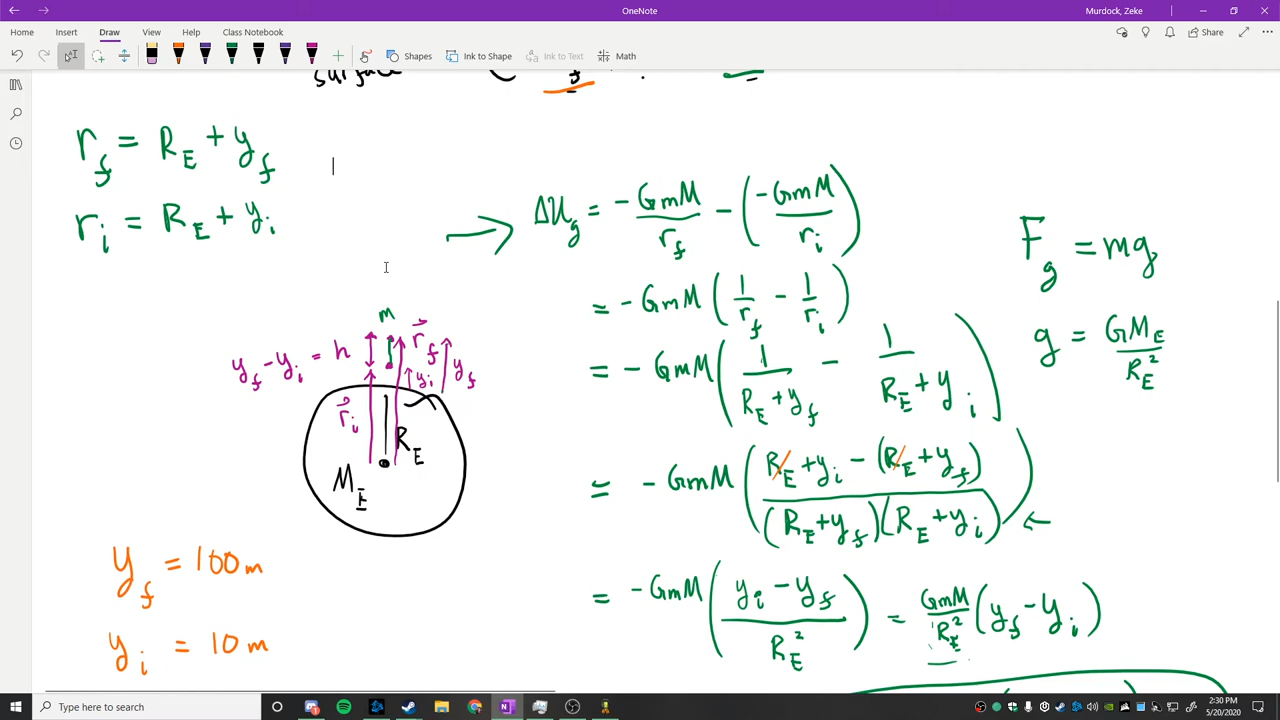 OneNote
Murdock, Zeke
Home Insert Draw View Help
Share
Shapes Ink to Shape Ink to Text Math
surface
r_f = R_E + y_f
r_i = R_E + y_i
ΔU_g = -GmM/r_f - (-GmM/r_i)
= -GmM (1/r_f - 1/r_i)
= -GmM (1/(R_E + y_f) - 1/(R_E + y_i))
= -GmM ((R_E + y_i - (R_E + y_f))/((R_E + y_f)(R_E + y_i))) ←
= -GmM ((y_i - y_f)/R_E²) = GmM/R_E² (y_f - y_i)
F_g = mg
g = GM_E/R_E²
m
y_f - y_i = h
r_f
y_i
y_f
r_i
R_E
M_E
y_f = 100 m
y_i = 10 m
Type here to search
2:30 PM
5/20/2020